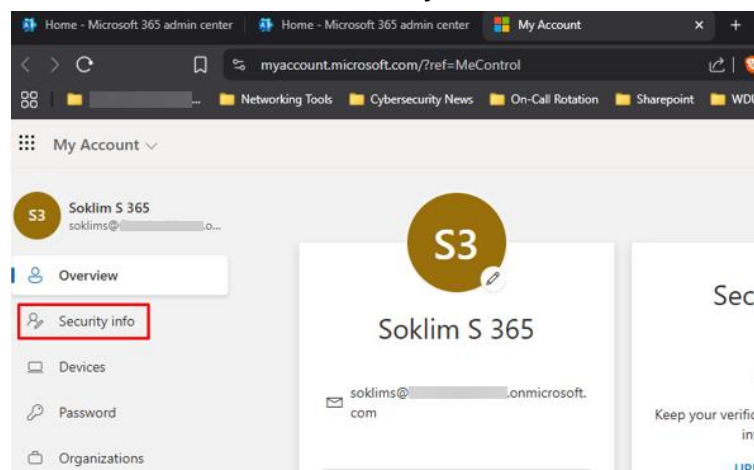 Home - Microsoft 365 admin center
Home - Microsoft 365 admin center
My Account
myaccount.microsoft.com/?ref=MeControl
... Networking Tools Cybersecurity News On-Call Rotation Sharepoint WDU
My Account
S3
Soklim S 365
soklims@ .o...
S3
Overview
Sec
Security info
Soklim S 365
Devices
soklims@ .onmicrosoft.
com
Password
Keep your verific
in
Organizations